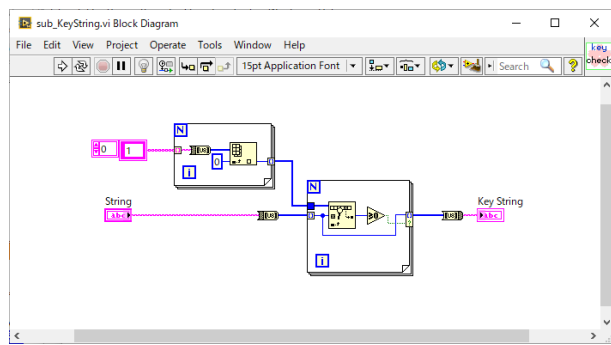 sub_KeyString.vi Block Diagram
File Edit View Project Operate Tools Window Help
key
check
15pt Application Font
Search
?
N
0
1
[U8]
0
i
N
String
abc
[U8]
≥0
?
[U8]
Key String
abc
i